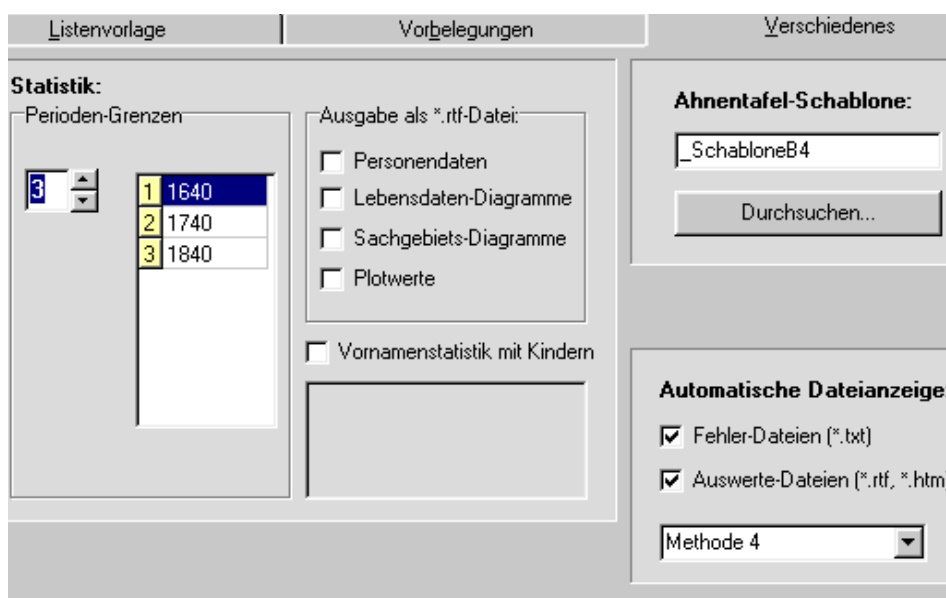 Listenvorlage
Vorbelegungen
Verschiedenes
Statistik:
Perioden-Grenzen
3
1 1640
2 1740
3 1840
Ausgabe als *.rtf-Datei:
Personendaten
Lebensdaten-Diagramme
Sachgebiets-Diagramme
Plotwerte
Vornamenstatistik mit Kindern
Ahnentafel-Schablone:
_SchabloneB4
Durchsuchen...
Automatische Dateianzeige:
Fehler-Dateien (*.txt)
Auswerte-Dateien (*.rtf, *.htm)
Methode 4